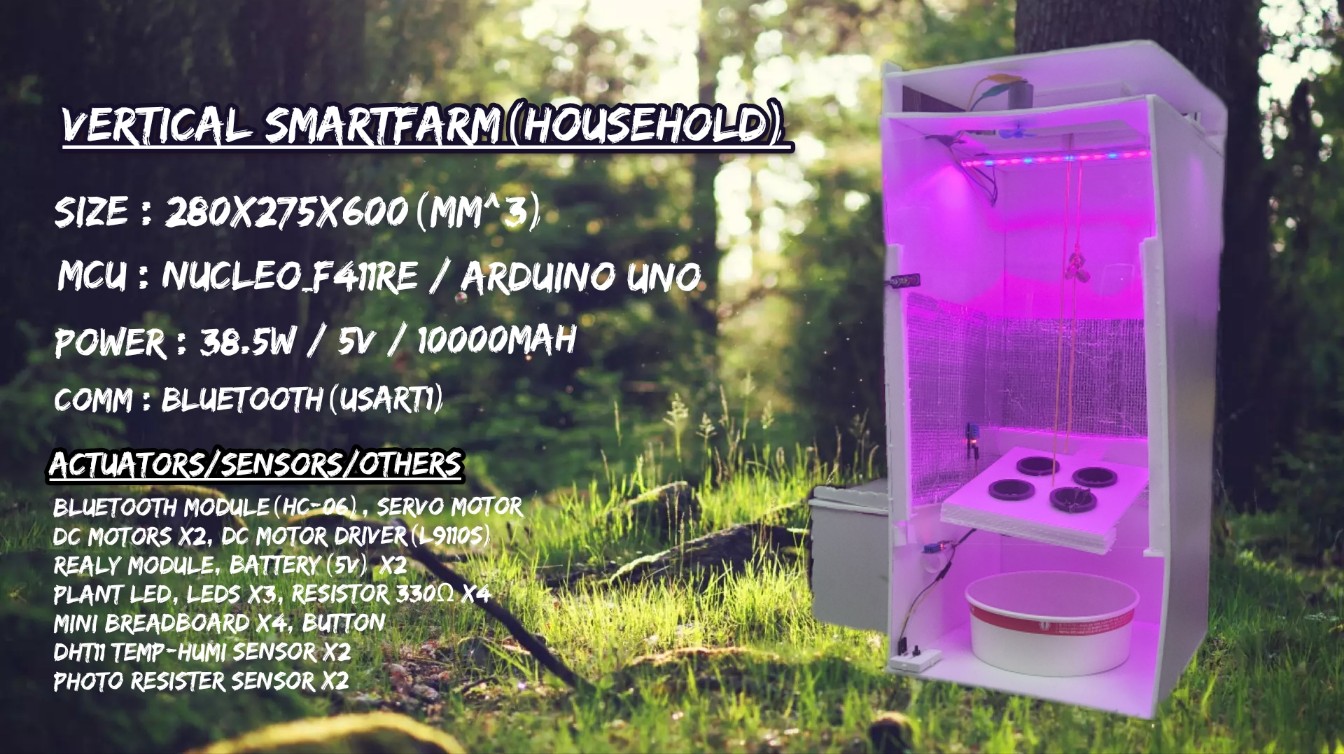 VERTICAL SMARTFARM(HOUSEHOLD)
SIZE : 280X275X600(MM^3)
MCU : NUCLEO_F411RE / ARDUINO UNO
POWER : 38.5W / 5V / 10000MAH
COMM : BLUETOOTH(USART1)
ACTUATORS/SENSORS/OTHERS
BLUETOOTH MODULE(HC-06), SERVO MOTOR
DC MOTORS X2, DC MOTOR DRIVER(L9110S)
REALY MODULE, BATTERY(5V) X2
PLANT LED, LEDS X3, RESISTOR 330Ω X4
MINI BREADBOARD X4, BUTTON
DHT11 TEMP-HUMI SENSOR X2
PHOTO RESISTER SENSOR X2